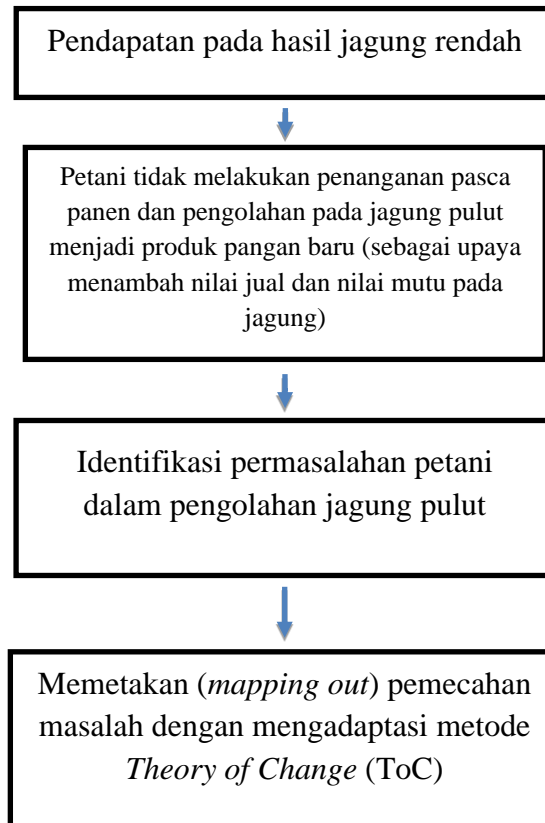 Pendapatan pada hasil jagung rendah
Petani tidak melakukan penanganan pasca
panen dan pengolahan pada jagung pulut
menjadi produk pangan baru (sebagai upaya
menambah nilai jual dan nilai mutu pada
jagung)
Identifikasi permasalahan petani
dalam pengolahan jagung pulut
Memetakan (mapping out) pemecahan
masalah dengan mengadaptasi metode
Theory of Change (ToC)